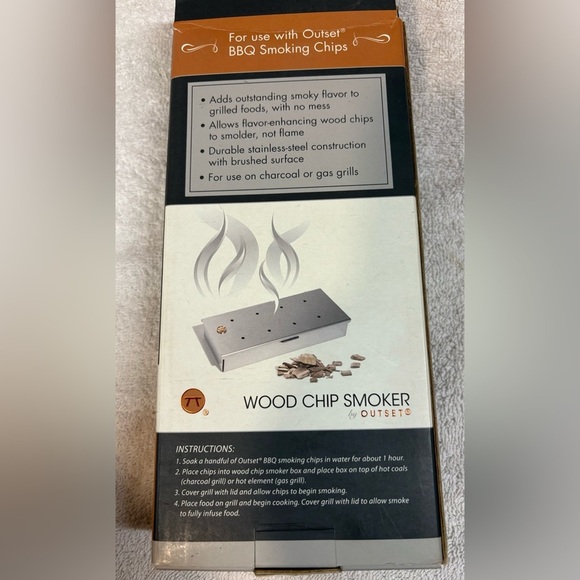 For use with Outset®
BBQ Smoking Chips
• Adds outstanding smoky flavor to
grilled foods, with no mess
• Allows flavor-enhancing wood chips
to smolder, not flame
• Durable stainless-steel construction
with brushed surface
• For use on charcoal or gas grills
WOOD CHIP SMOKER
by OUTSET®
INSTRUCTIONS:
1. Soak a handful of Outset® BBQ smoking chips in water for about 1 hour.
2. Place chips into wood chip smoker box and place box on top of hot coals
(charcoal grill) or hot element (gas grill).
3. Cover grill with lid and allow chips to begin smoking.
4. Place food on grill and begin cooking. Cover grill with lid to allow smoke
to fully infuse food.